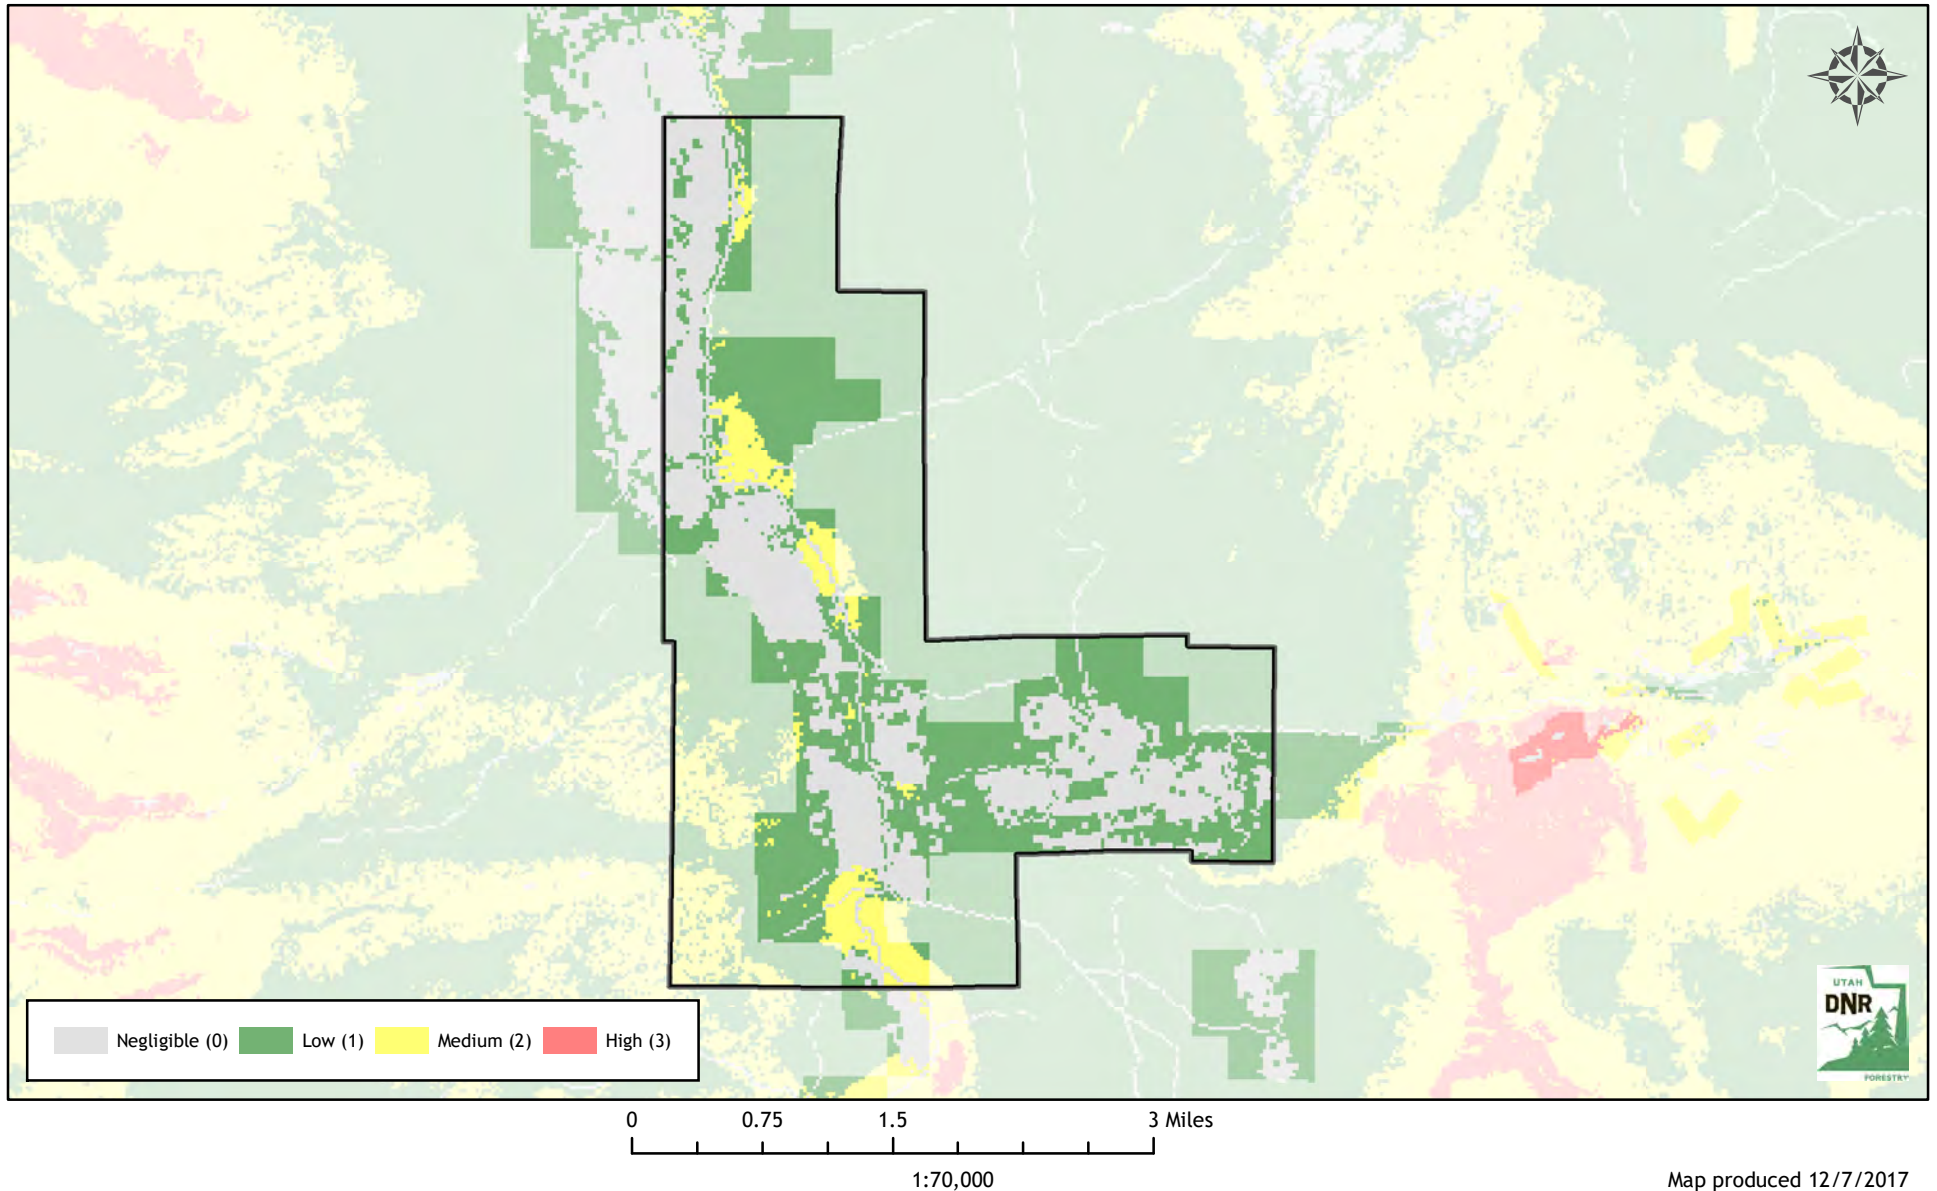 UTAH
DNR
FORESTRY
Negligible (0) Low (1) Medium (2) High (3)
0 0.75 1.5 3 Miles
1:70,000
Map produced 12/7/2017